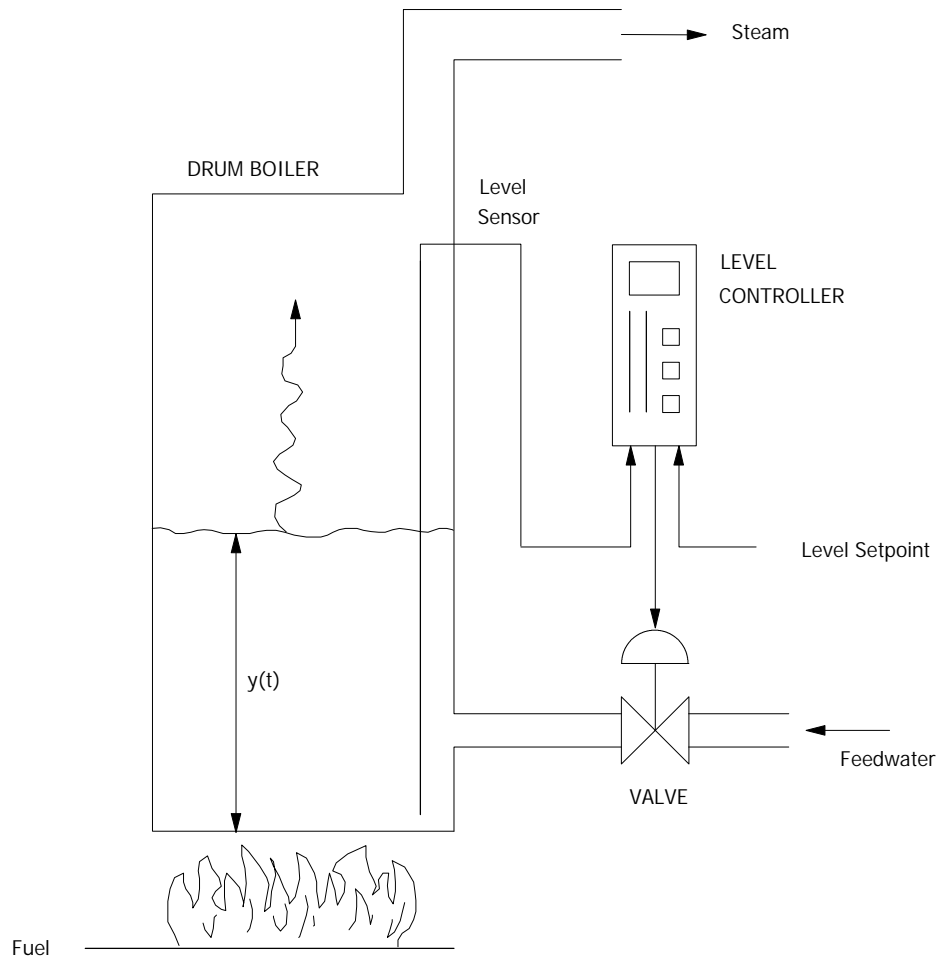 Steam
DRUM BOILER
Level
Sensor
LEVEL
CONTROLLER
Level Setpoint
y(t)
Feedwater
VALVE
Fuel